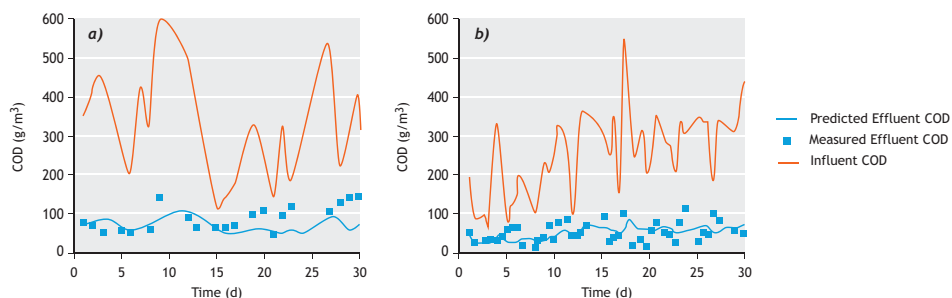 a)
COD (g/m³)
600
500
400
300
200
100
0
0 5 10 15 20 25 30
Time (d)
b)
COD (g/m³)
600
500
400
300
200
100
0
0 5 10 15 20 25 30
Time (d)
Predicted Effluent COD
Measured Effluent COD
Influent COD